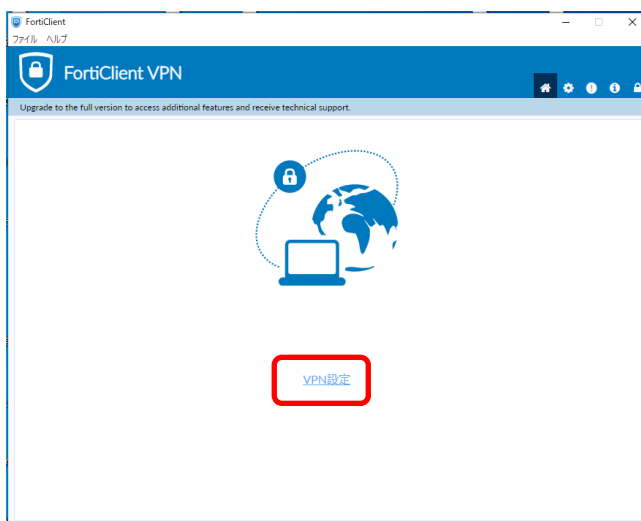 FortiClient
ファイル ヘルプ
FortiClient VPN
Upgrade to the full version to access additional features and receive technical support.
VPN設定